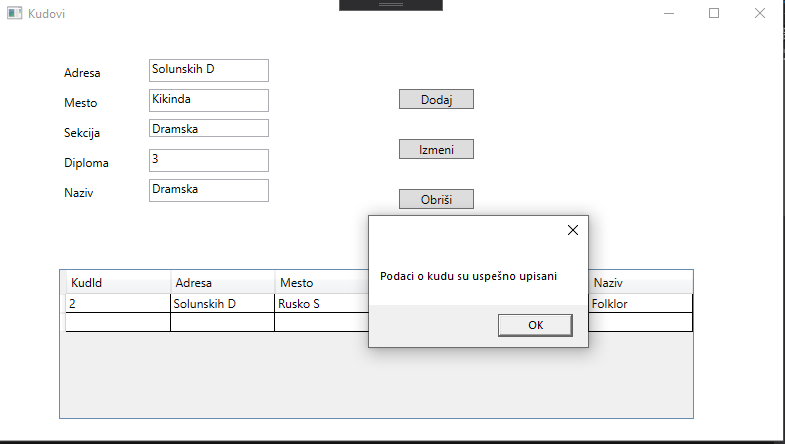 Kudovi
Adresa Solunskih D
Mesto Kikinda Dodaj
Sekcija Dramska
Diploma 3 Izmeni
Naziv Dramska Obriši
Podaci o kudu su uspešno upisani
OK
KudId Adresa Mesto Naziv
2 Solunskih D Rusko S Folklor